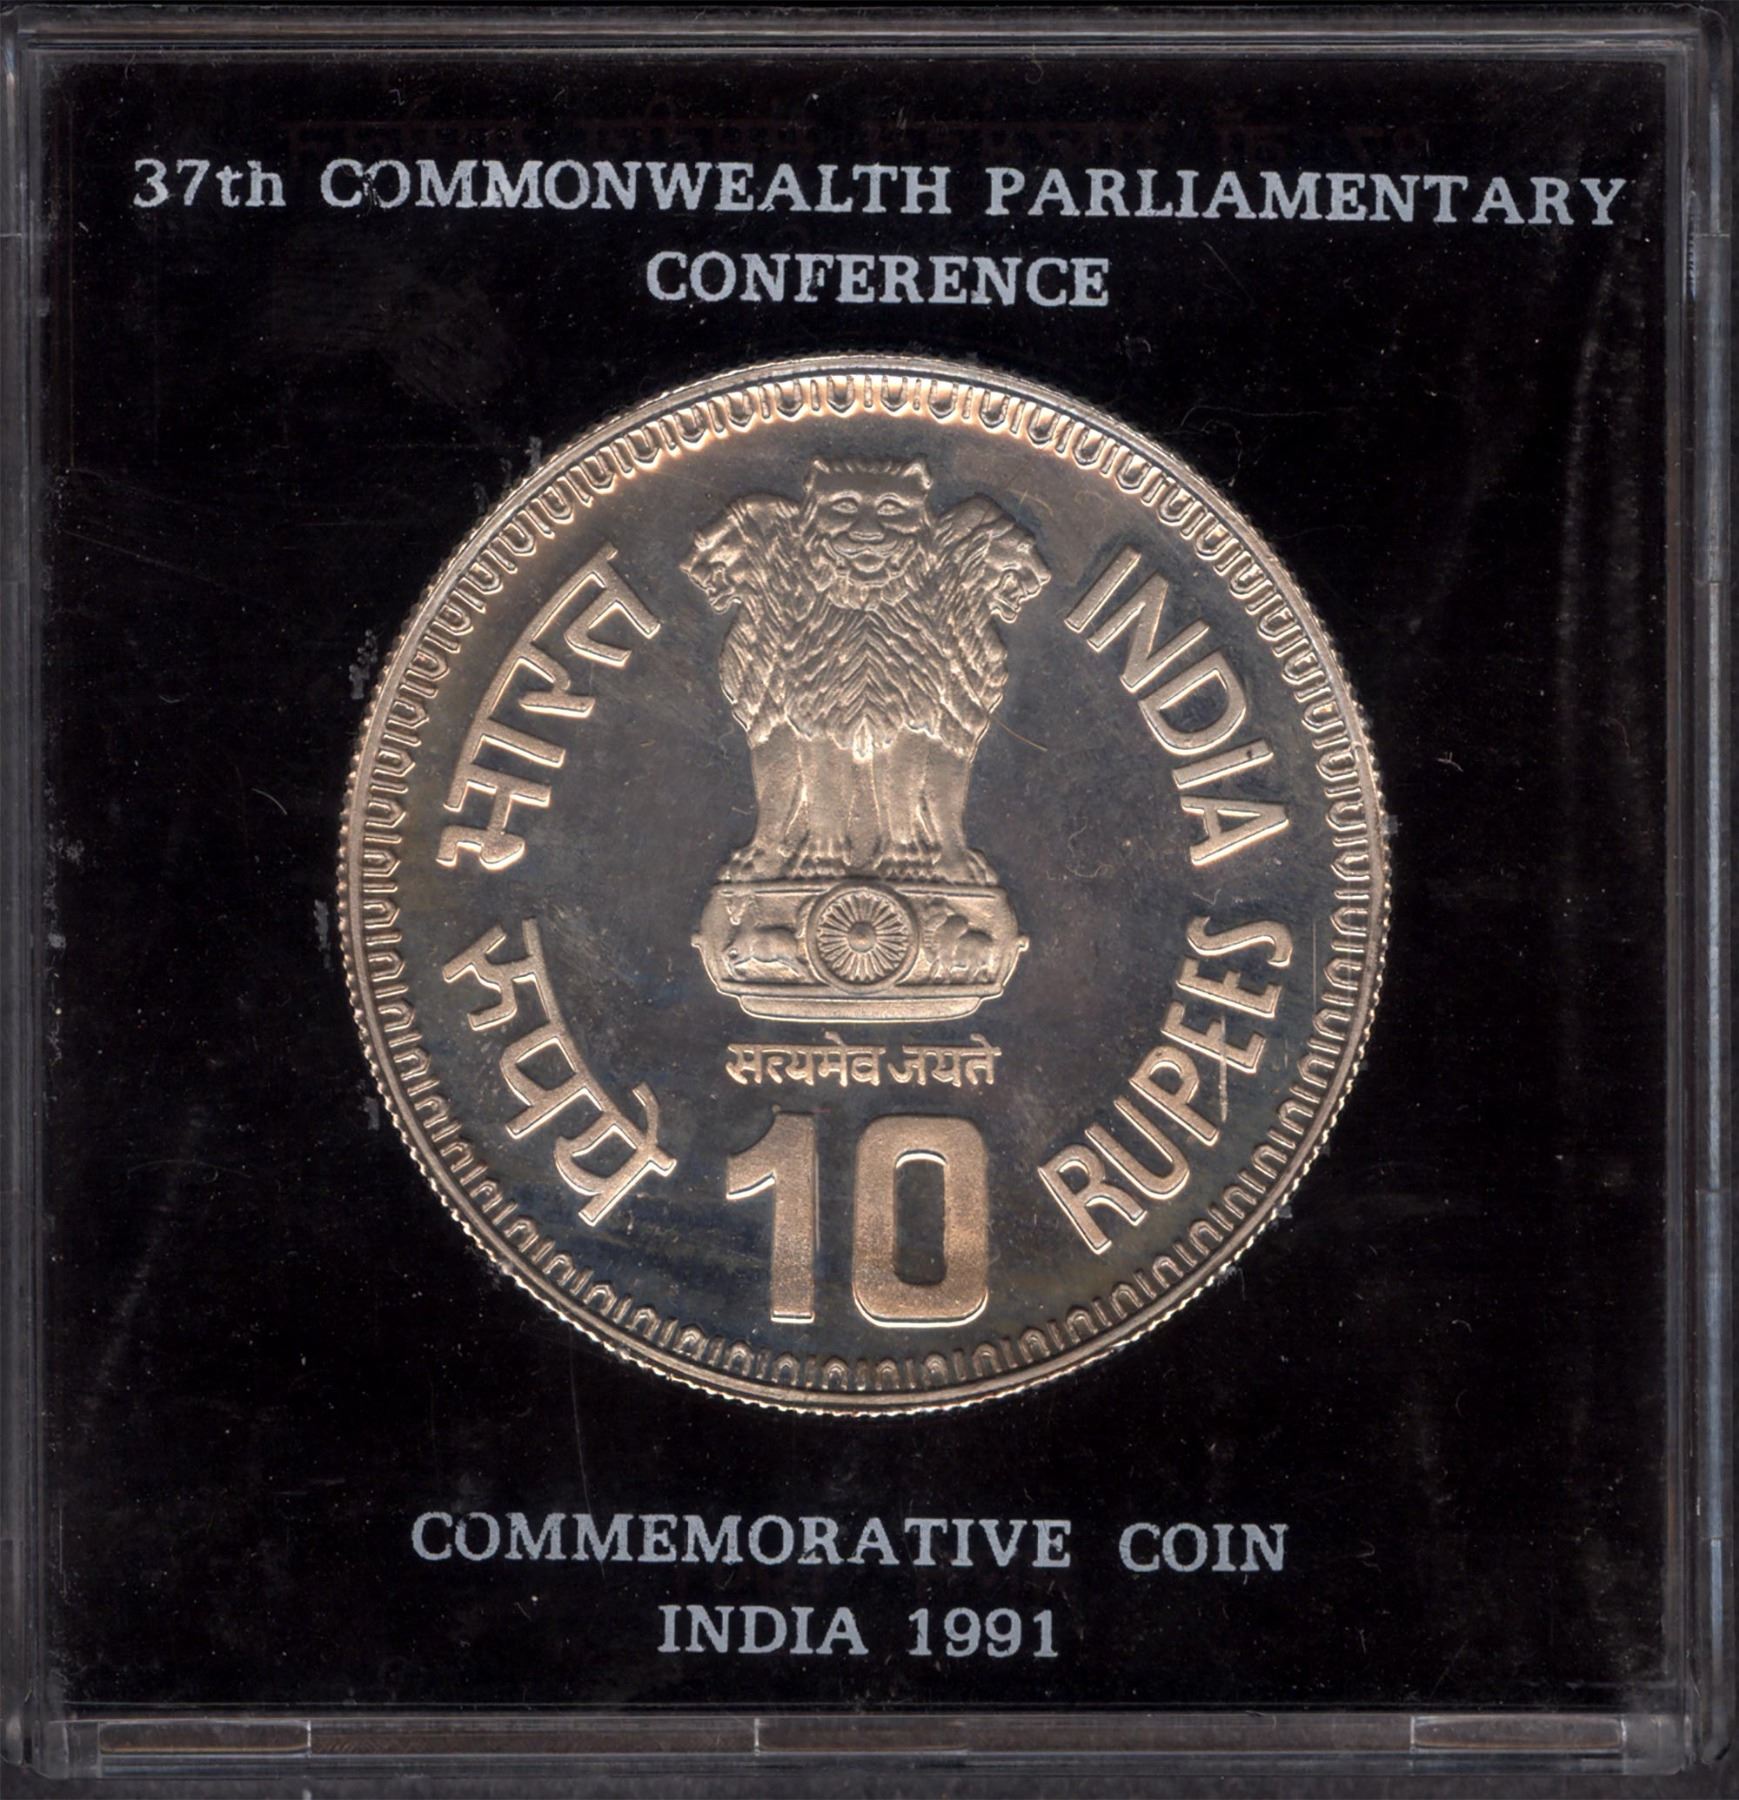 37th COMMONWEALTH PARLIAMENTARY
CONFERENCE
भारत
INDIA
रूपये
RUPEES
सत्यमेव जयते
10
COMMEMORATIVE COIN
INDIA 1991